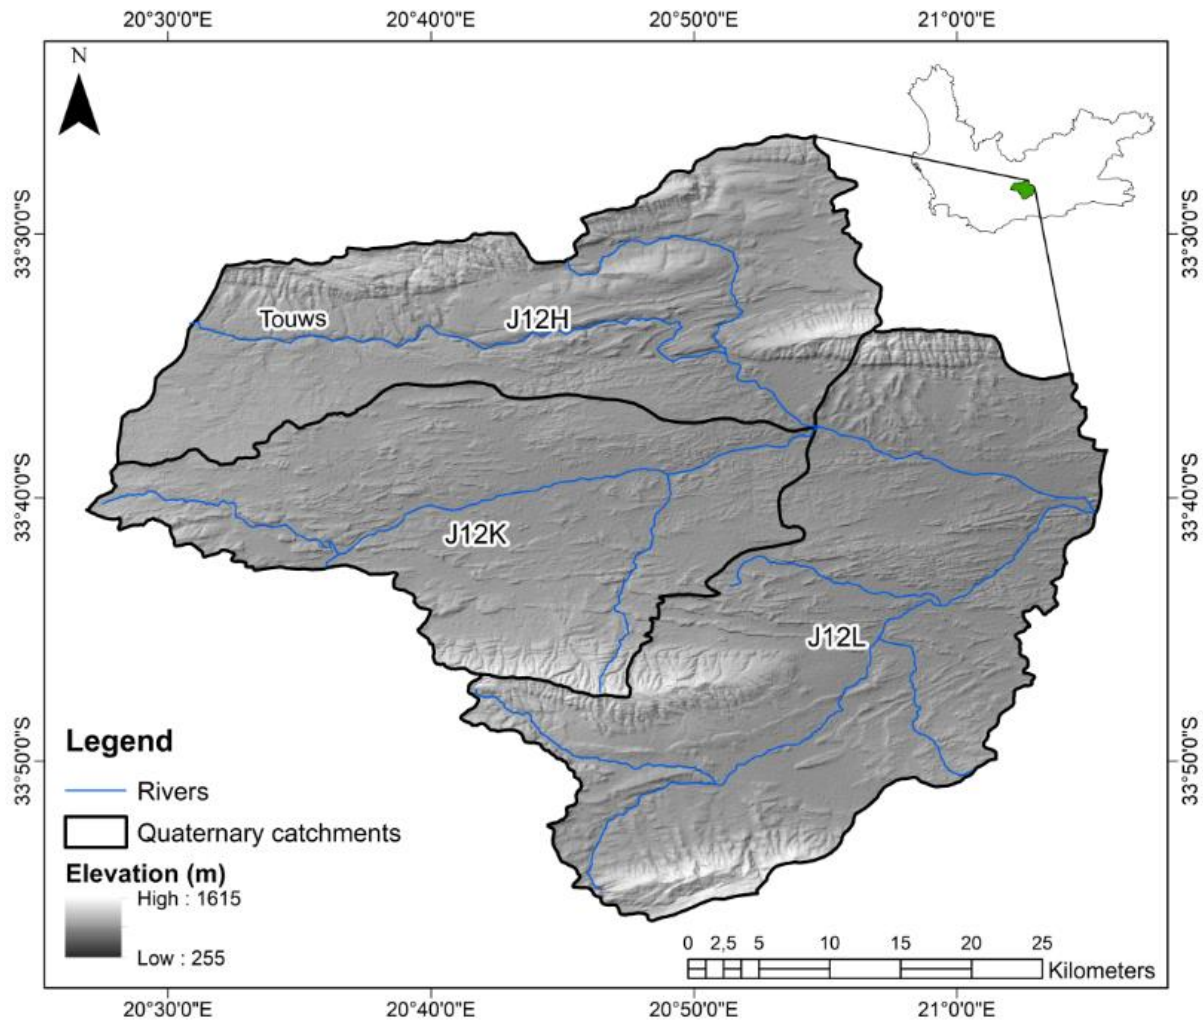 20°30'0"E 20°40'0"E 20°50'0"E 21°0'0"E
N
33°30'0"S 33°30'0"S
Touws
J12H
33°40'0"S 33°40'0"S
J12K
J12L
33°50'0"S 33°50'0"S
Legend
Rivers
Quaternary catchments
Elevation (m)
High : 1615
Low : 255
0 2,5 5 10 15 20 25
Kilometers
20°30'0"E 20°40'0"E 20°50'0"E 21°0'0"E